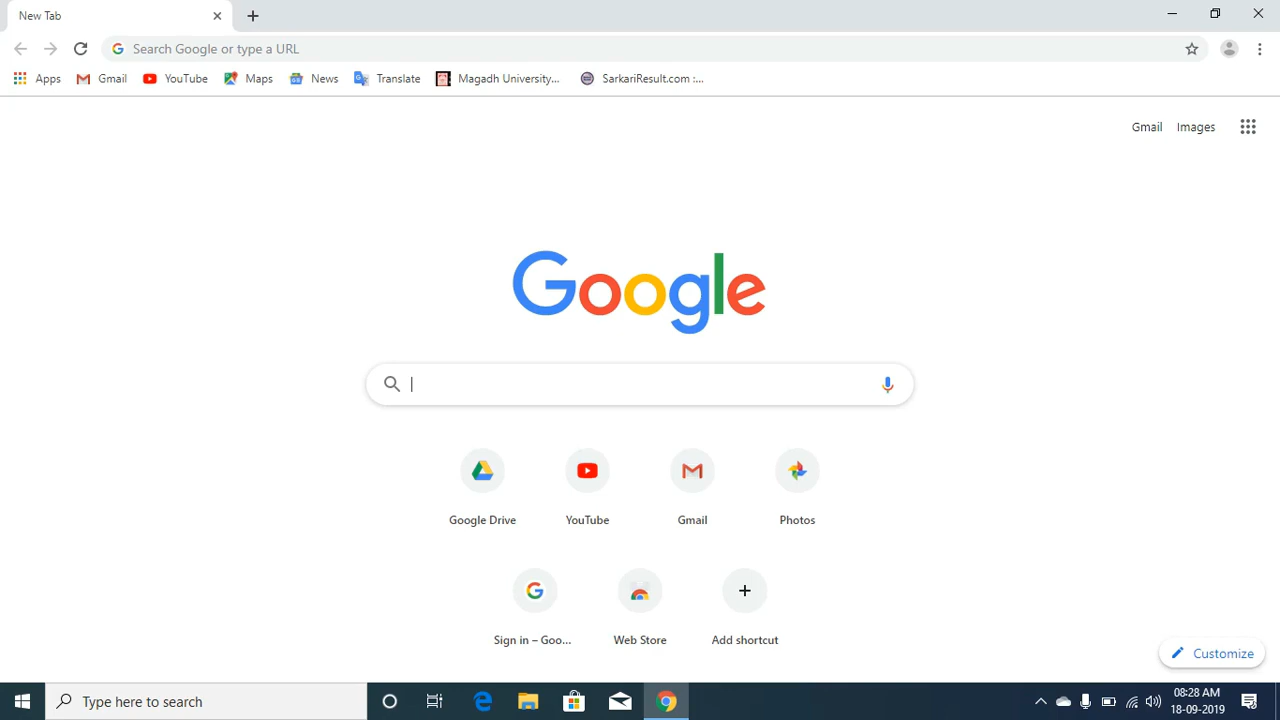 New Tab
Search Google or type a URL
Apps Gmail YouTube Maps News Translate Magadh University... SarkariResult.com :...
Gmail Images
Google
Google Drive YouTube Gmail Photos
Sign in – Goo... Web Store Add shortcut
Customize
Type here to search
08:28 AM
18-09-2019